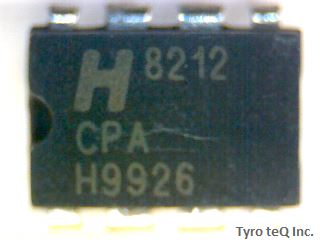 H 8212
CPA
H9926
Tyro teQ Inc.